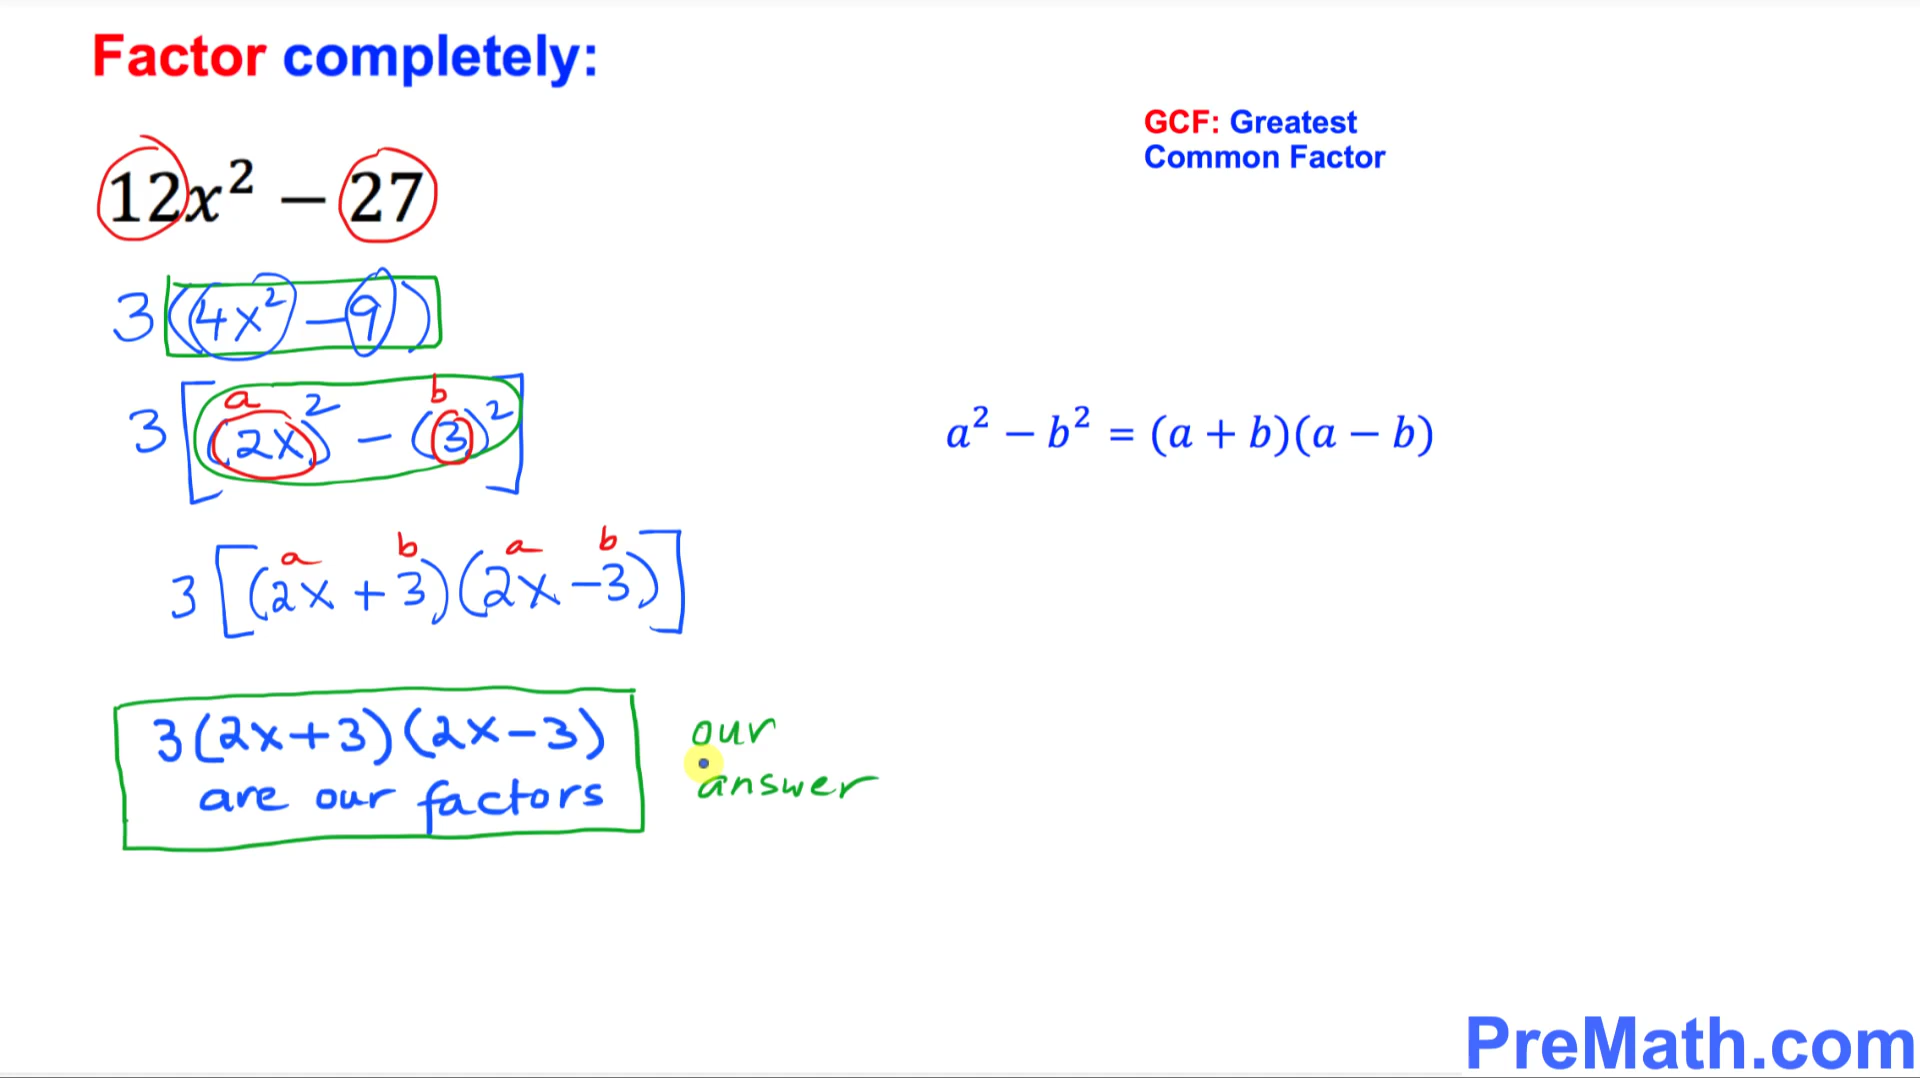 Factor completely:
GCF: Greatest
Common Factor
12x² − 27
3(4x² − 9)
a b
3[(2x)² − (3)²]
a² − b² = (a + b)(a − b)
a b a b
3[(2x + 3)(2x − 3)]
3(2x+3)(2x−3)
are our factors
our
answer
PreMath.com